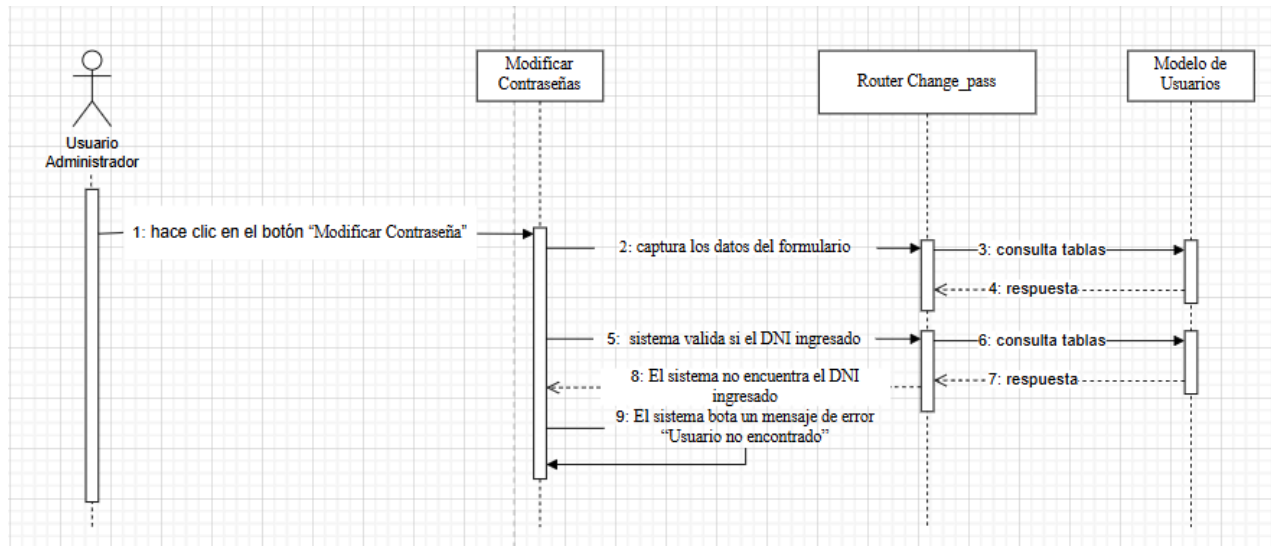 Modificar
Contraseñas
Router Change_pass
Modelo de
Usuarios
Usuario
Administrador
1: hace clic en el botón “Modificar Contraseña”
2: captura los datos del formulario
3: consulta tablas
4: respuesta
5: sistema valida si el DNI ingresado
6: consulta tablas
7: respuesta
8: El sistema no encuentra el DNI
ingresado
9: El sistema bota un mensaje de error
“Usuario no encontrado”